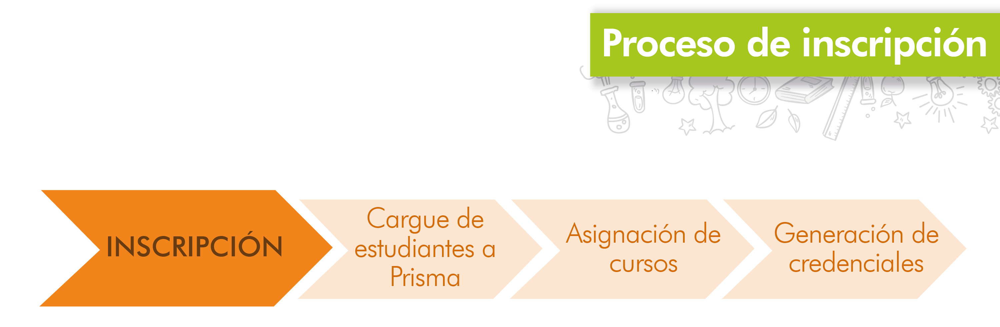 Proceso de inscripción
INSCRIPCIÓN
Cargue de
estudiantes a
Prisma
Asignación de
cursos
Generación de
credenciales